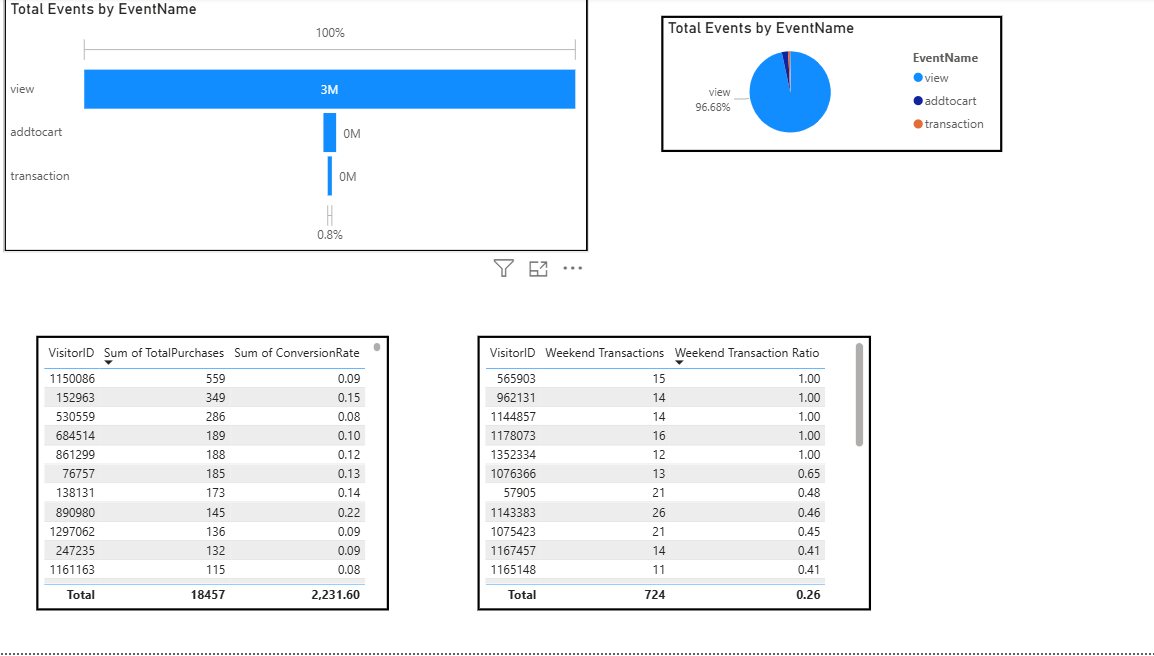 Total Events by EventName
100%
view
3M
addtocart
0M
transaction
0M
0.8%
Total Events by EventName
view
96.68%
EventName
view
addtocart
transaction
VisitorID Sum of TotalPurchases Sum of ConversionRate
1150086 559 0.09
152963 349 0.15
530559 286 0.08
684514 189 0.10
861299 188 0.12
76757 185 0.13
138131 173 0.14
890980 145 0.22
1297062 136 0.09
247235 132 0.09
1161163 115 0.08
Total 18457 2,231.60
VisitorID Weekend Transactions Weekend Transaction Ratio
565903 15 1.00
962131 14 1.00
1144857 14 1.00
1178073 16 1.00
1352334 12 1.00
1076366 13 0.65
57905 21 0.48
1143383 26 0.46
1075423 21 0.45
1167457 14 0.41
1165148 11 0.41
Total 724 0.26